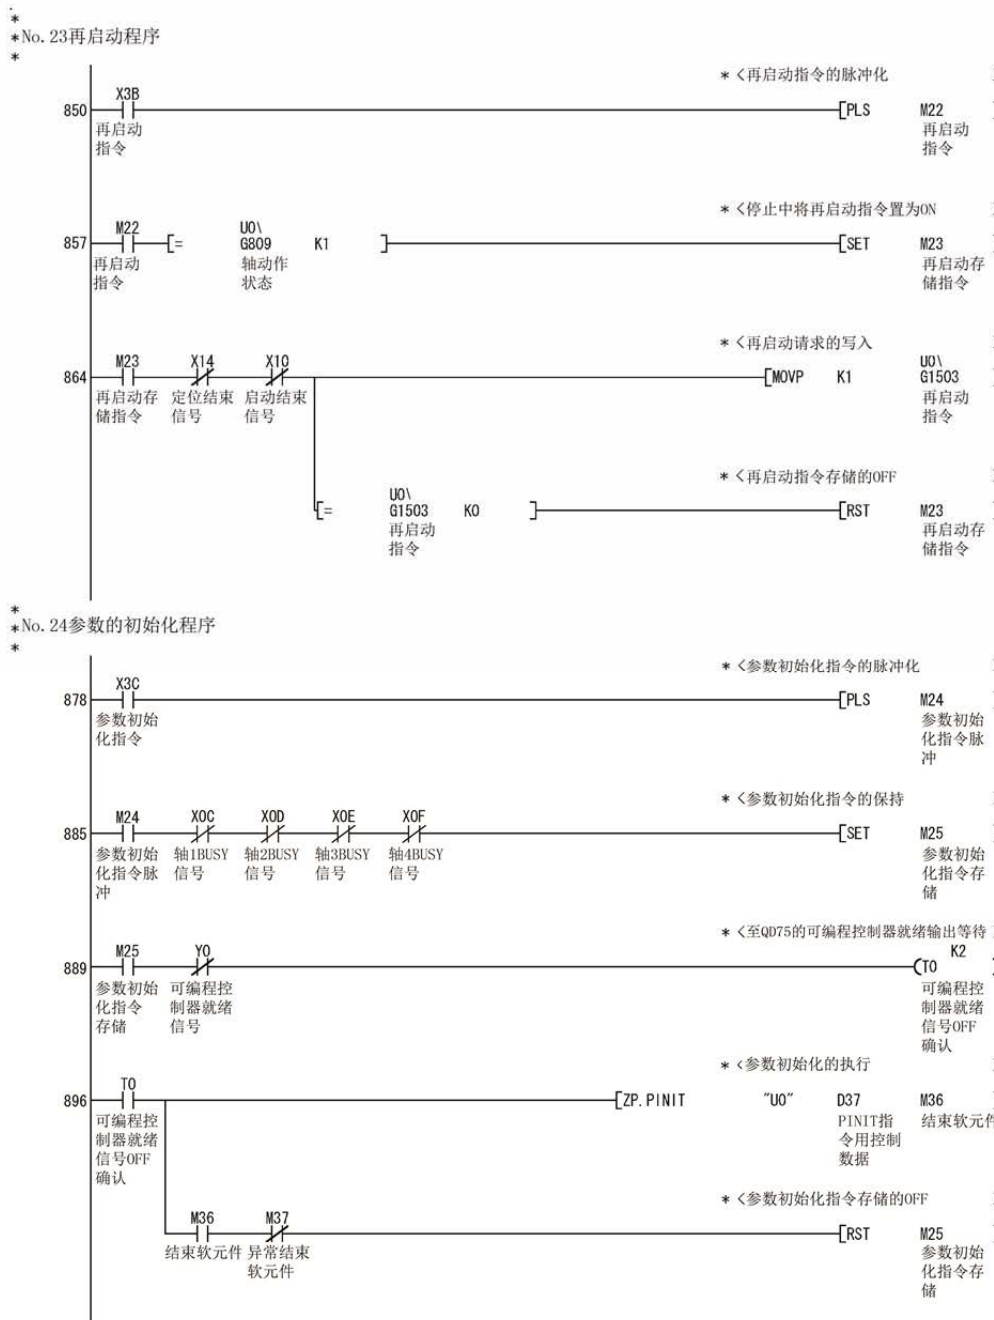 *
*No.23再启动程序
*
* <再启动指令的脉冲化
X3B
850 [PLS M22
再启动 再启动
指令 指令
* <停止中将再启动指令置为ON
M22 U0\
857 [= G809 K1 ] [SET M23
再启动 轴动作 再启动存
指令 状态 储指令
* <再启动请求的写入
M23 X14 X10 U0\
864 [MOVP K1 G1503
再启动存 定位结束 启动结束 再启动
储指令 信号 信号 指令
* <再启动指令存储的OFF
U0\
[= G1503 K0 ] [RST M23
再启动 再启动存
指令 储指令
*
*No.24参数的初始化程序
*
* <参数初始化指令的脉冲化
X3C
878 [PLS M24
参数初始 参数初始
化指令 化指令脉
冲
* <参数初始化指令的保持
M24 X0C X0D X0E X0F
885 [SET M25
参数初始 轴1BUSY 轴2BUSY 轴3BUSY 轴4BUSY 参数初始
化指令脉 信号 信号 信号 信号 化指令存
冲 储
* <至QD75的可编程控制器就绪输出等待
M25 Y0 K2
889 (T0
参数初始 可编程控 可编程控
化指令 制器就绪 制器就绪
存储 信号 信号OFF
确认
* <参数初始化的执行
T0
896 [ZP.PINIT "U0" D37 M36
可编程控 PINIT指 结束软元件
制器就绪 令用控制
信号OFF 数据
确认
* <参数初始化指令存储的OFF
M36 M37
[RST M25
结束软元件 异常结束 参数初始
软元件 化指令存
储